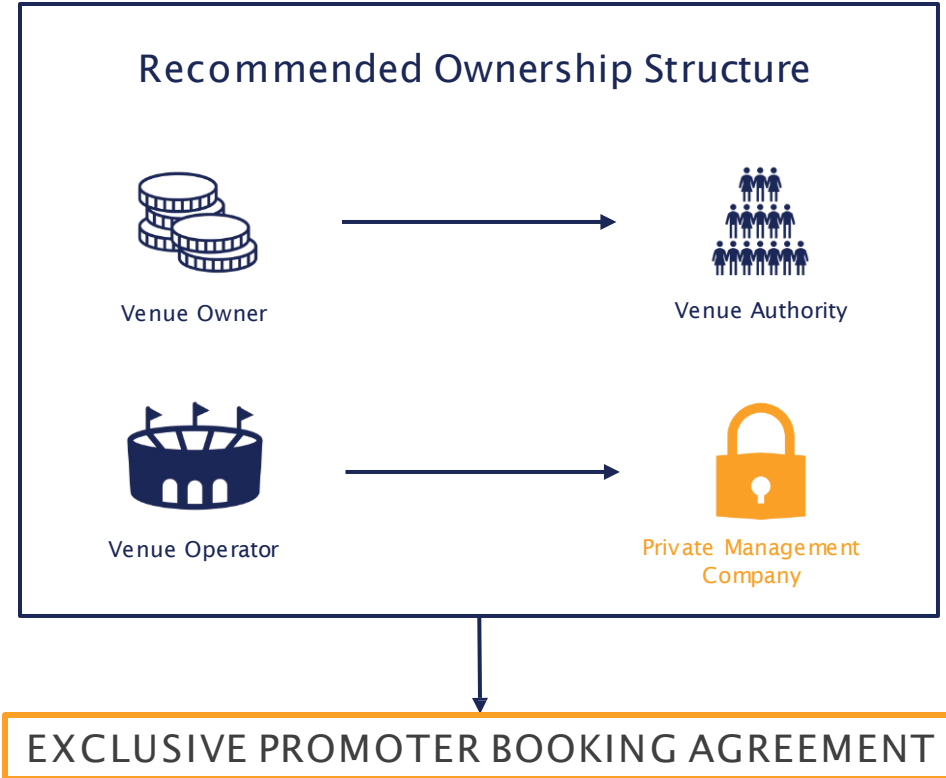 Recommended Ownership Structure
Venue Owner
Venue Authority
Venue Operator
Private Management
Company
EXCLUSIVE PROMOTER BOOKING AGREEMENT